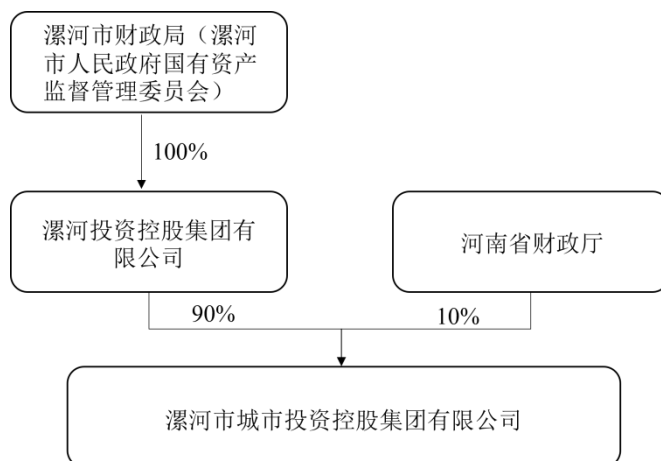 漯河市财政局（漯河
市人民政府国有资产
监督管理委员会）
100%
漯河投资控股集团有
限公司
河南省财政厅
90%
10%
漯河市城市投资控股集团有限公司